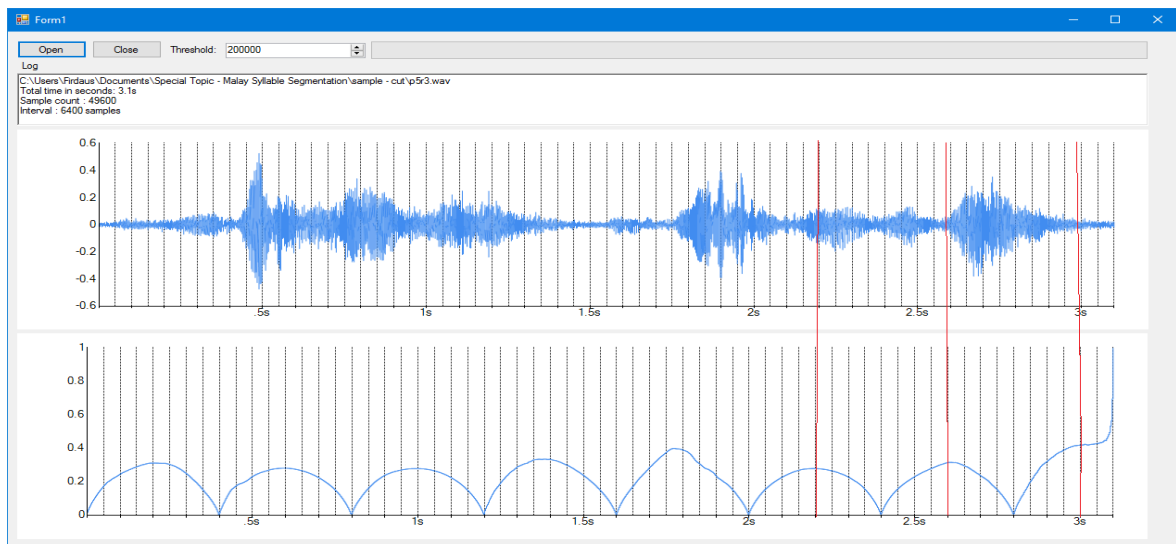 Form1
Open Close Threshold: 200000
Log
C:\Users\Firdaus\Documents\Special Topic - Malay Syllable Segmentation\sample - cut\p5r3.wav
Total time in seconds: 3.1s
Sample count : 49600
Interval : 6400 samples
0.6
0.4
0.2
0
-0.2
-0.4
-0.6
.5s 1s 1.5s 2s 2.5s 3s
1
0.8
0.6
0.4
0.2
0
.5s 1s 1.5s 2s 2.5s 3s